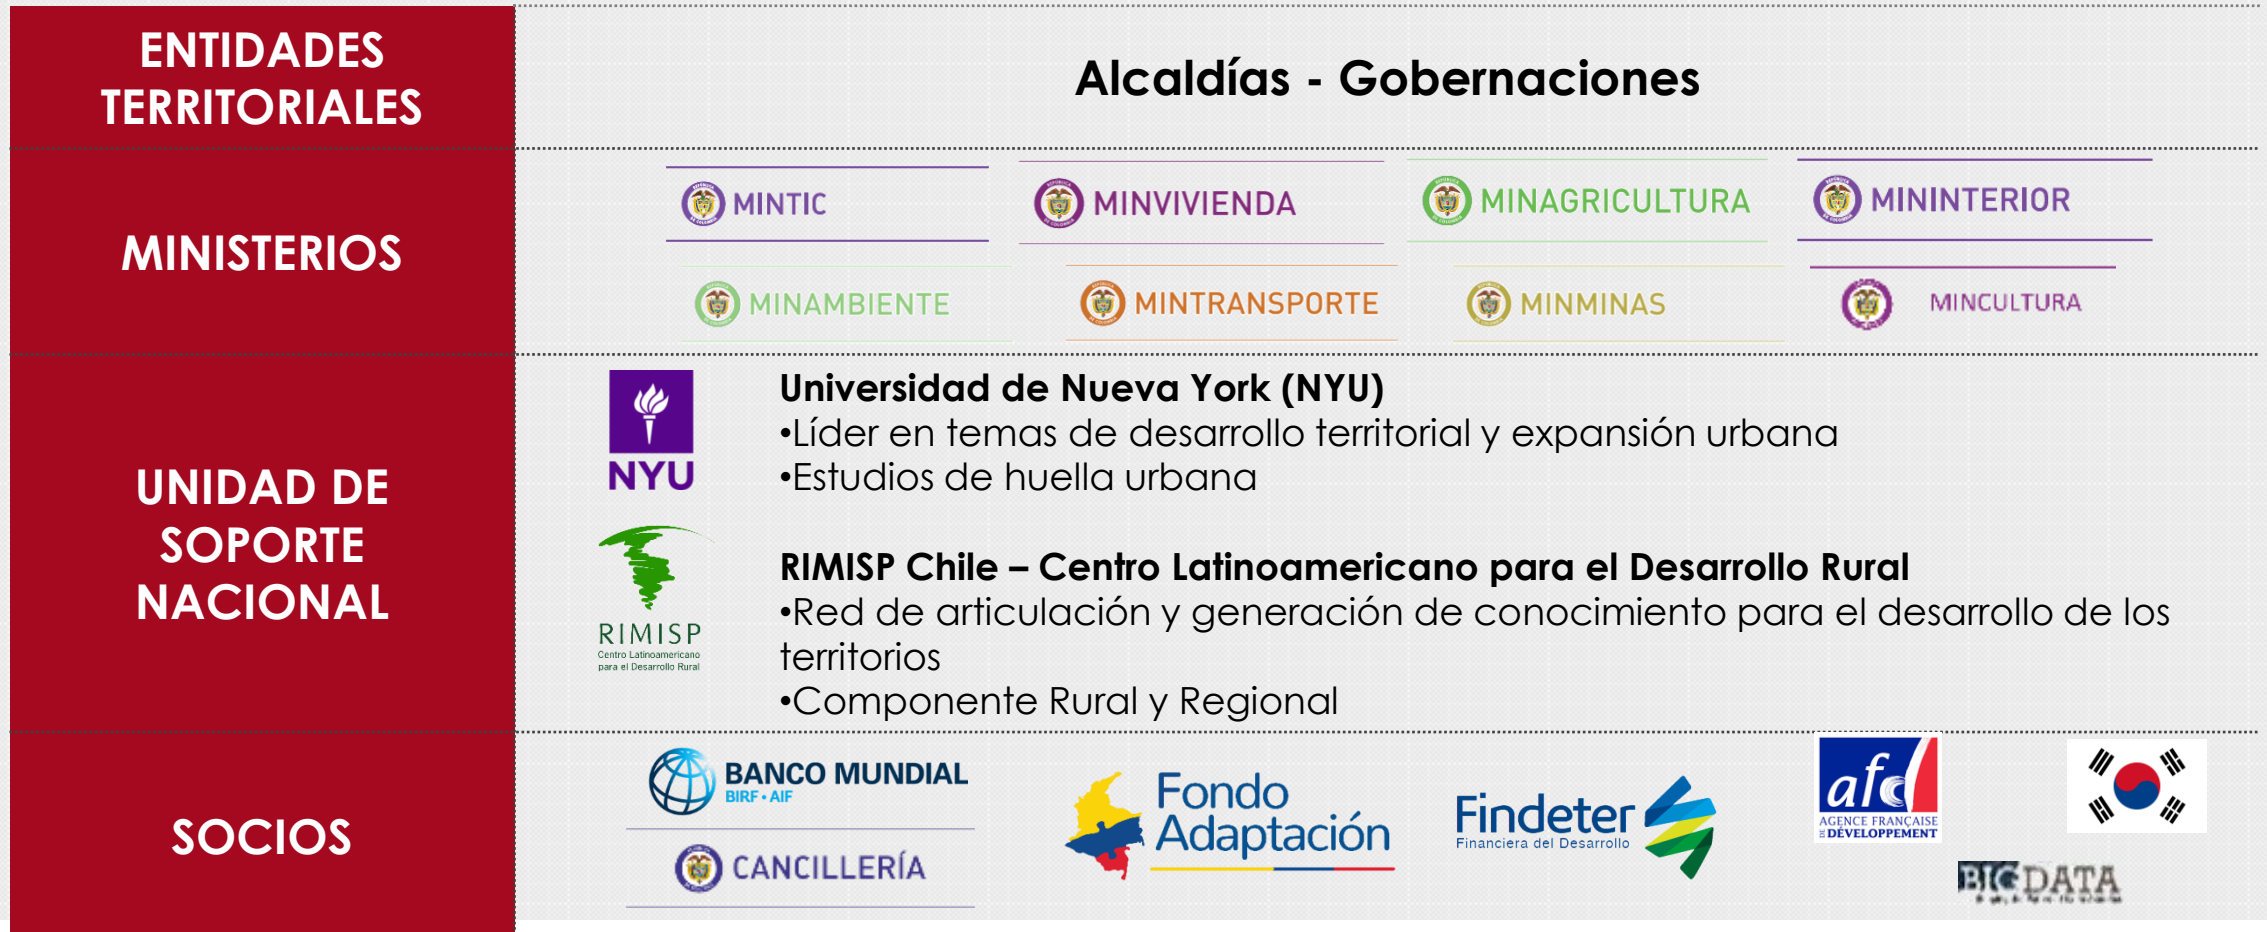 ENTIDADES
TERRITORIALES
Alcaldías - Gobernaciones
MINISTERIOS
MINTIC
MINVIVIENDA
MINAGRICULTURA
MININTERIOR
MINAMBIENTE
MINTRANSPORTE
MINMINAS
MINCULTURA
UNIDAD DE
SOPORTE
NACIONAL
NYU
Universidad de Nueva York (NYU)
•Líder en temas de desarrollo territorial y expansión urbana
•Estudios de huella urbana
RIMISP
Centro Latinoamericano
para el Desarrollo Rural
RIMISP Chile – Centro Latinoamericano para el Desarrollo Rural
•Red de articulación y generación de conocimiento para el desarrollo de los
territorios
•Componente Rural y Regional
SOCIOS
BANCO MUNDIAL
BIRF • AIF
CANCILLERÍA
Fondo
Adaptación
Findeter
Financiera del Desarrollo
afd
AGENCE FRANÇAISE
DE DÉVELOPPEMENT
BIG DATA